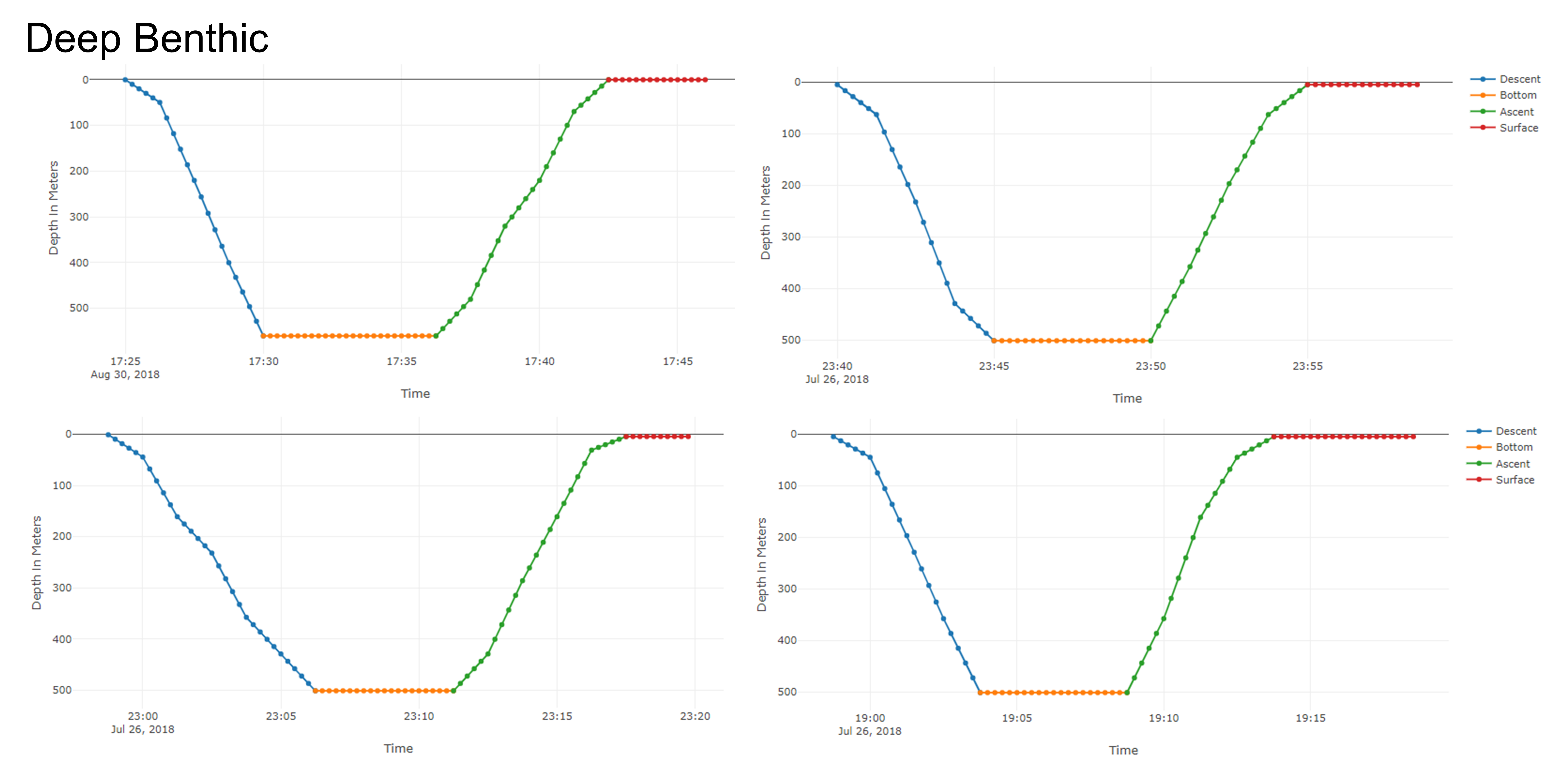 Deep Benthic
0
100
200
300
400
500
Depth In Meters
17:25
Aug 30, 2018
17:30
17:35
17:40
17:45
Time
0
100
200
300
400
500
Depth In Meters
23:40
Jul 26, 2018
23:45
23:50
23:55
Time
Descent
Bottom
Ascent
Surface
0
100
200
300
400
500
Depth In Meters
23:00
Jul 26, 2018
23:05
23:10
23:15
23:20
Time
0
100
200
300
400
500
Depth In Meters
19:00
Jul 26, 2018
19:05
19:10
19:15
Time
Descent
Bottom
Ascent
Surface